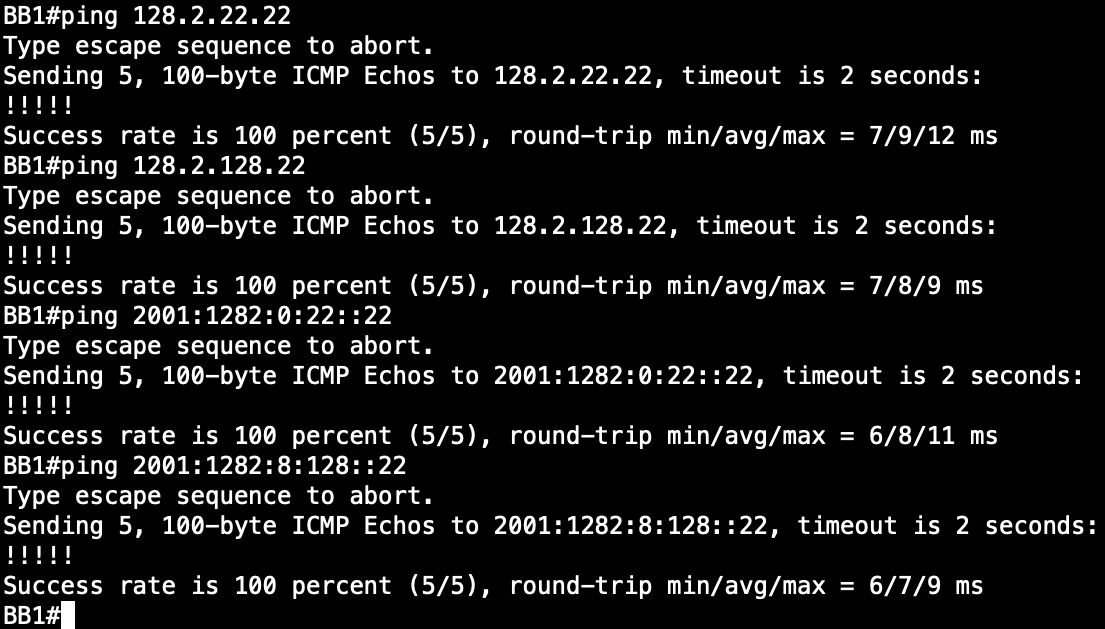 BB1#ping 128.2.22.22
Type escape sequence to abort.
Sending 5, 100-byte ICMP Echos to 128.2.22.22, timeout is 2 seconds:
!!!!!
Success rate is 100 percent (5/5), round-trip min/avg/max = 7/9/12 ms
BB1#ping 128.2.128.22
Type escape sequence to abort.
Sending 5, 100-byte ICMP Echos to 128.2.128.22, timeout is 2 seconds:
!!!!!
Success rate is 100 percent (5/5), round-trip min/avg/max = 7/8/9 ms
BB1#ping 2001:1282:0:22::22
Type escape sequence to abort.
Sending 5, 100-byte ICMP Echos to 2001:1282:0:22::22, timeout is 2 seconds:
!!!!!
Success rate is 100 percent (5/5), round-trip min/avg/max = 6/8/11 ms
BB1#ping 2001:1282:8:128::22
Type escape sequence to abort.
Sending 5, 100-byte ICMP Echos to 2001:1282:8:128::22, timeout is 2 seconds:
!!!!!
Success rate is 100 percent (5/5), round-trip min/avg/max = 6/7/9 ms
BB1#